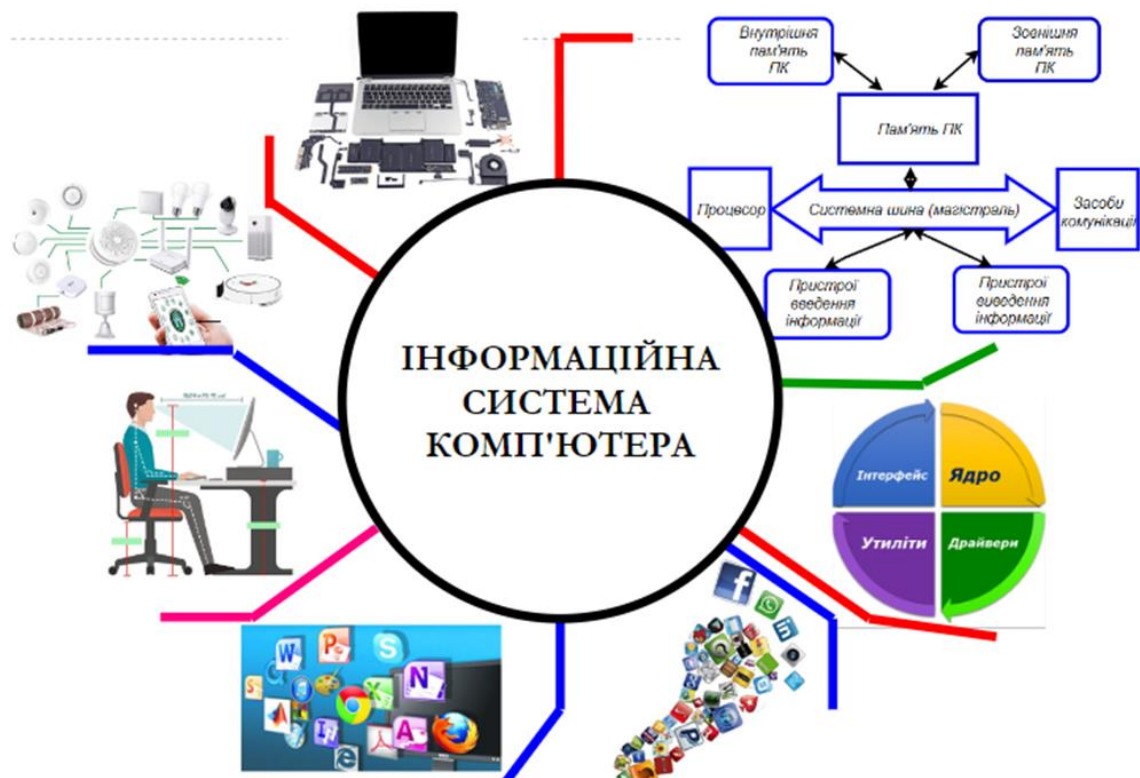 Внутрішня
пам'ять
ПК
Зовнішня
пам'ять
ПК
Пам'ять ПК
Процесор
Системна шина (магістраль)
Засоби
комунікації
Пристрої
введення
інформації
Пристрої
виведення
інформації
ІНФОРМАЦІЙНА
СИСТЕМА
КОМП'ЮТЕРА
Інтерфейс
Ядро
Утиліти
Драйвери